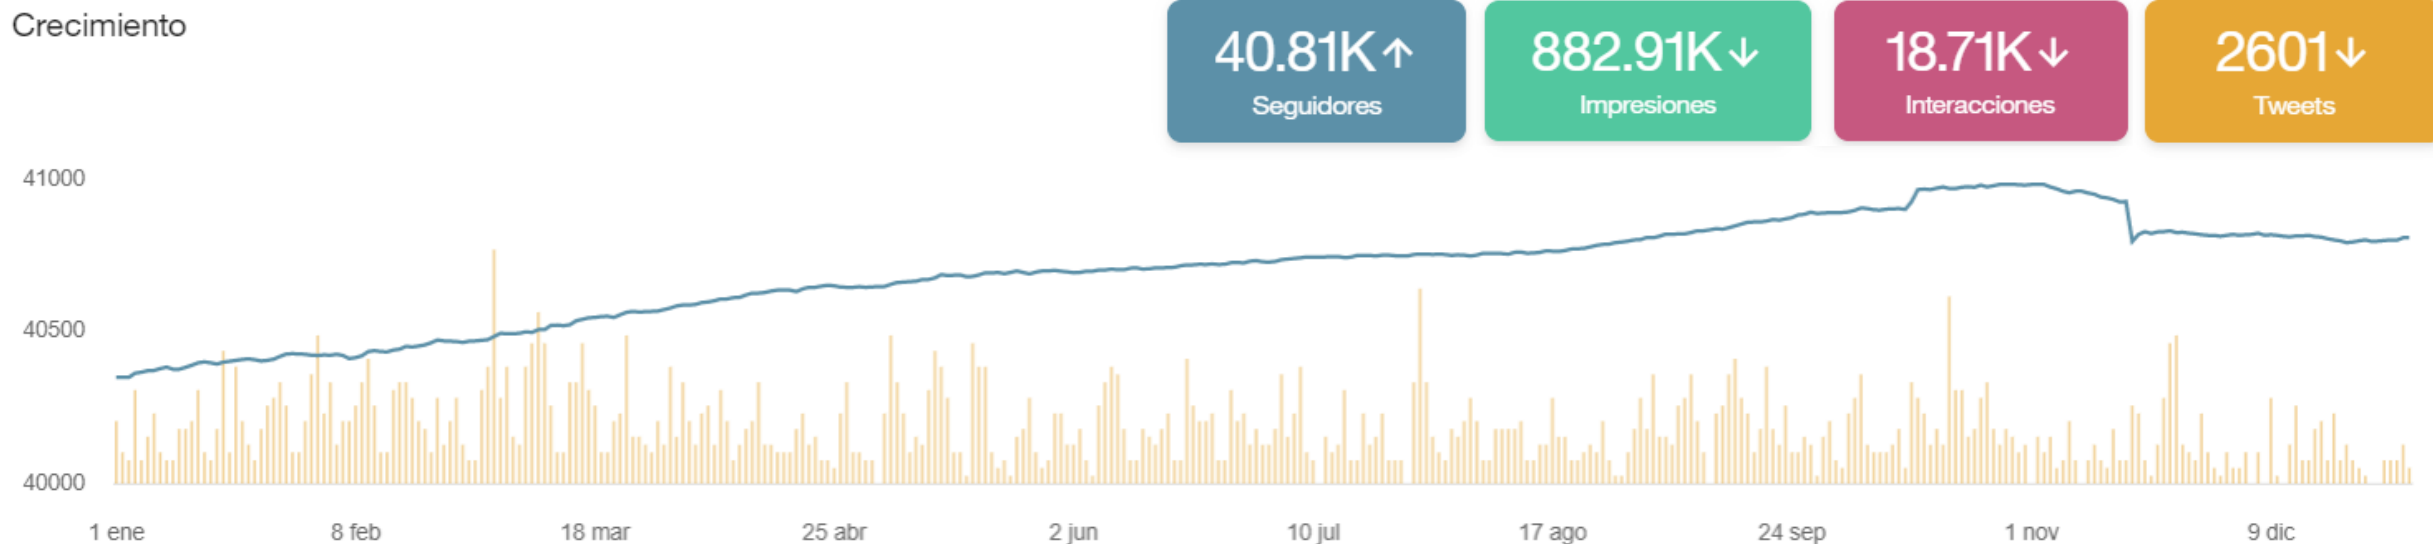 Crecimiento
40.81K↑
Seguidores
882.91K↓
Impresiones
18.71K↓
Interacciones
2601↓
Tweets
41000
40500
40000
1 ene 8 feb 18 mar 25 abr 2 jun 10 jul 17 ago 24 sep 1 nov 9 dic